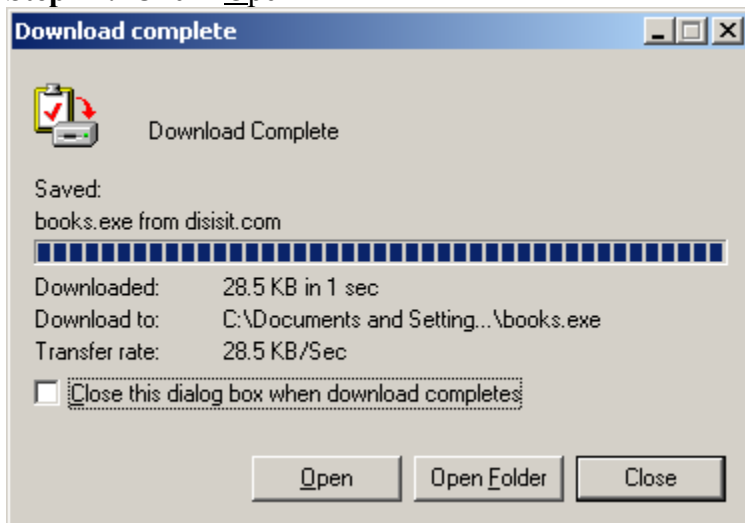 Download complete
Download Complete
Saved:
books.exe from disisit.com
Downloaded: 28.5 KB in 1 sec
Download to: C:\Documents and Setting...\books.exe
Transfer rate: 28.5 KB/Sec
Close this dialog box when download completes
Open Open Folder Close